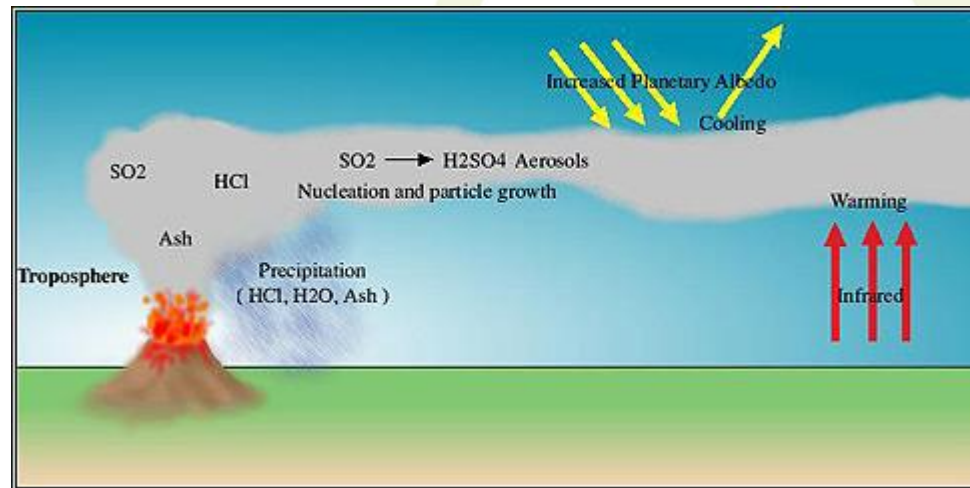 Increased Planetary Albedo
Cooling
SO2
HCl
SO2 → H2SO4 Aerosols
Nucleation and particle growth
Ash
Warming
Troposphere
Precipitation
( HCl, H2O, Ash )
Infrared